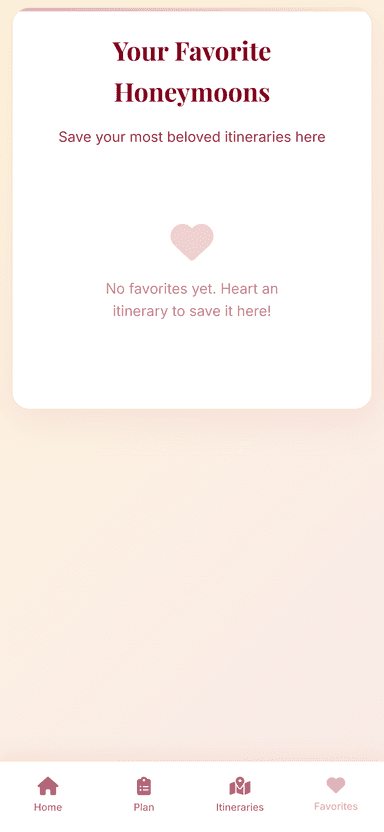 Your Favorite
Honeymoons
Save your most beloved itineraries here
No favorites yet. Heart an
itinerary to save it here!
Home
Plan
Itineraries
Favorites